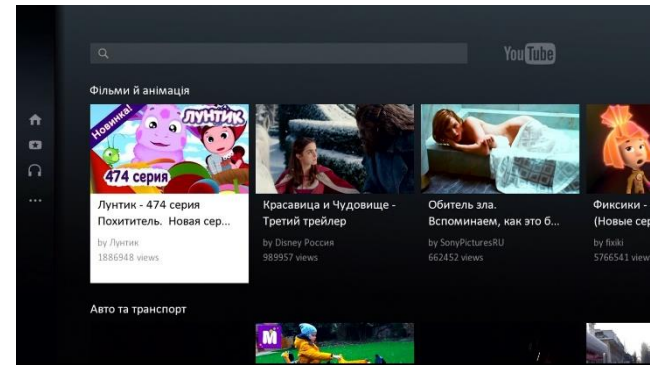 YouTube
Фільми й анімація
Новинка!
ЛУНТИК
474 серия
Лунтик - 474 серия
Похититель. Новая сер...
by Лунтик
1886948 views
Красавица и Чудовище -
Третий трейлер
by Disney Россия
989957 views
Обитель зла.
Вспоминаем, как это б...
by SonyPicturesRU
662452 views
Фиксики -
(Новые сер
by fixiki
5766541 view
Авто та транспорт
M